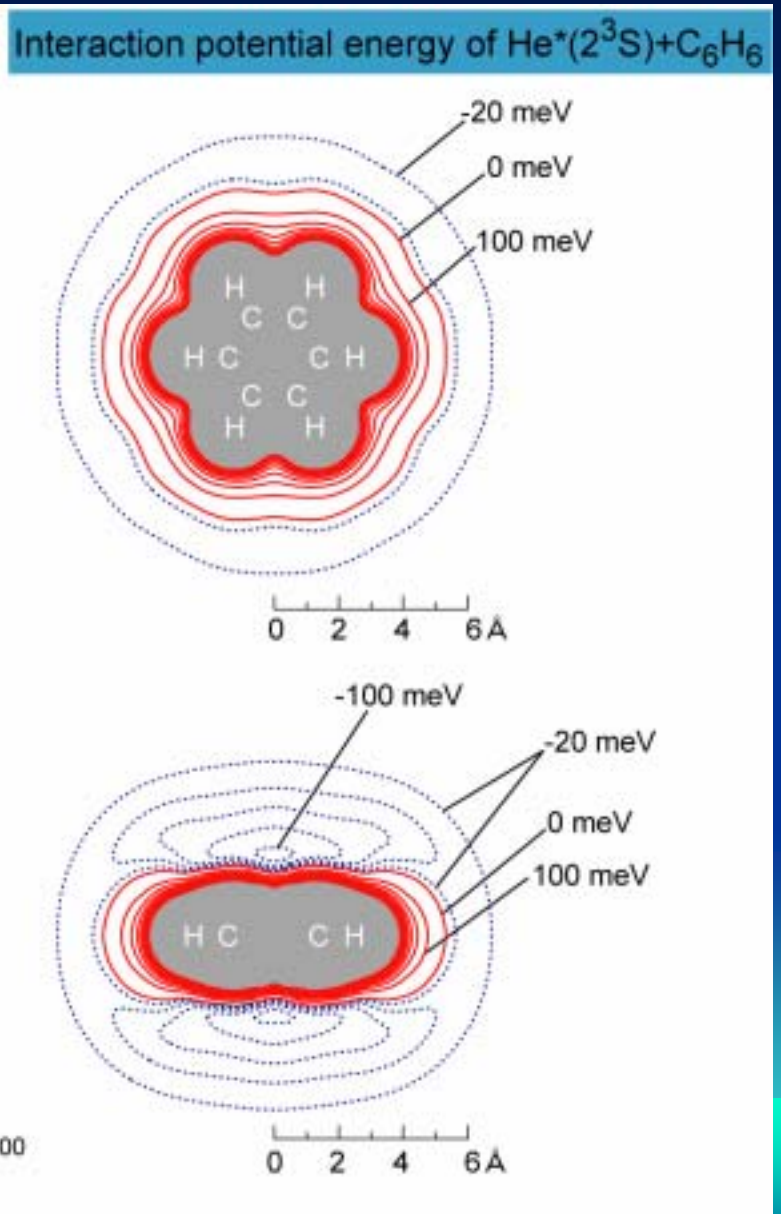 Interaction potential energy of He*(2³S)+C₆H₆
-20 meV
0 meV
100 meV
H H
C C
H C C H
C C
H H
0 2 4 6 Å
-100 meV
-20 meV
0 meV
100 meV
H C C H
00
0 2 4 6 Å